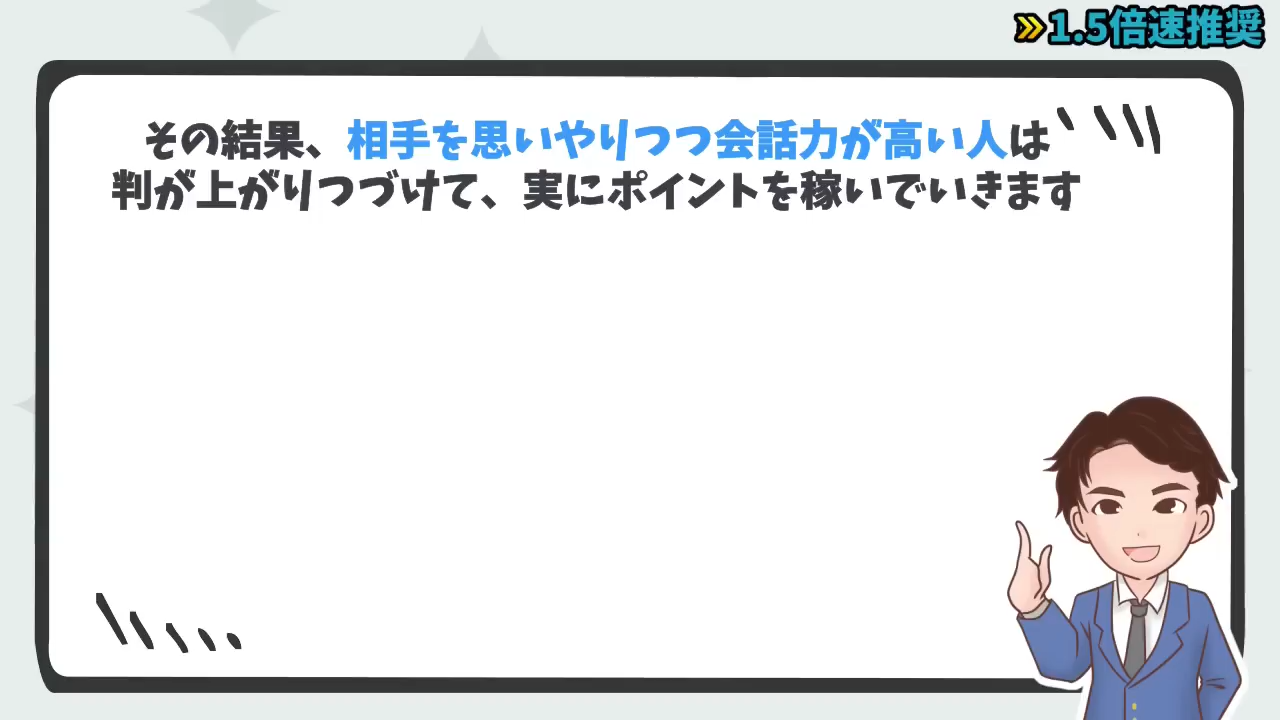 1.5倍速推奨
その結果、相手を思いやりつつ会話力が高い人は
判が上がりつづけて、実にポイントを稼いでいきます